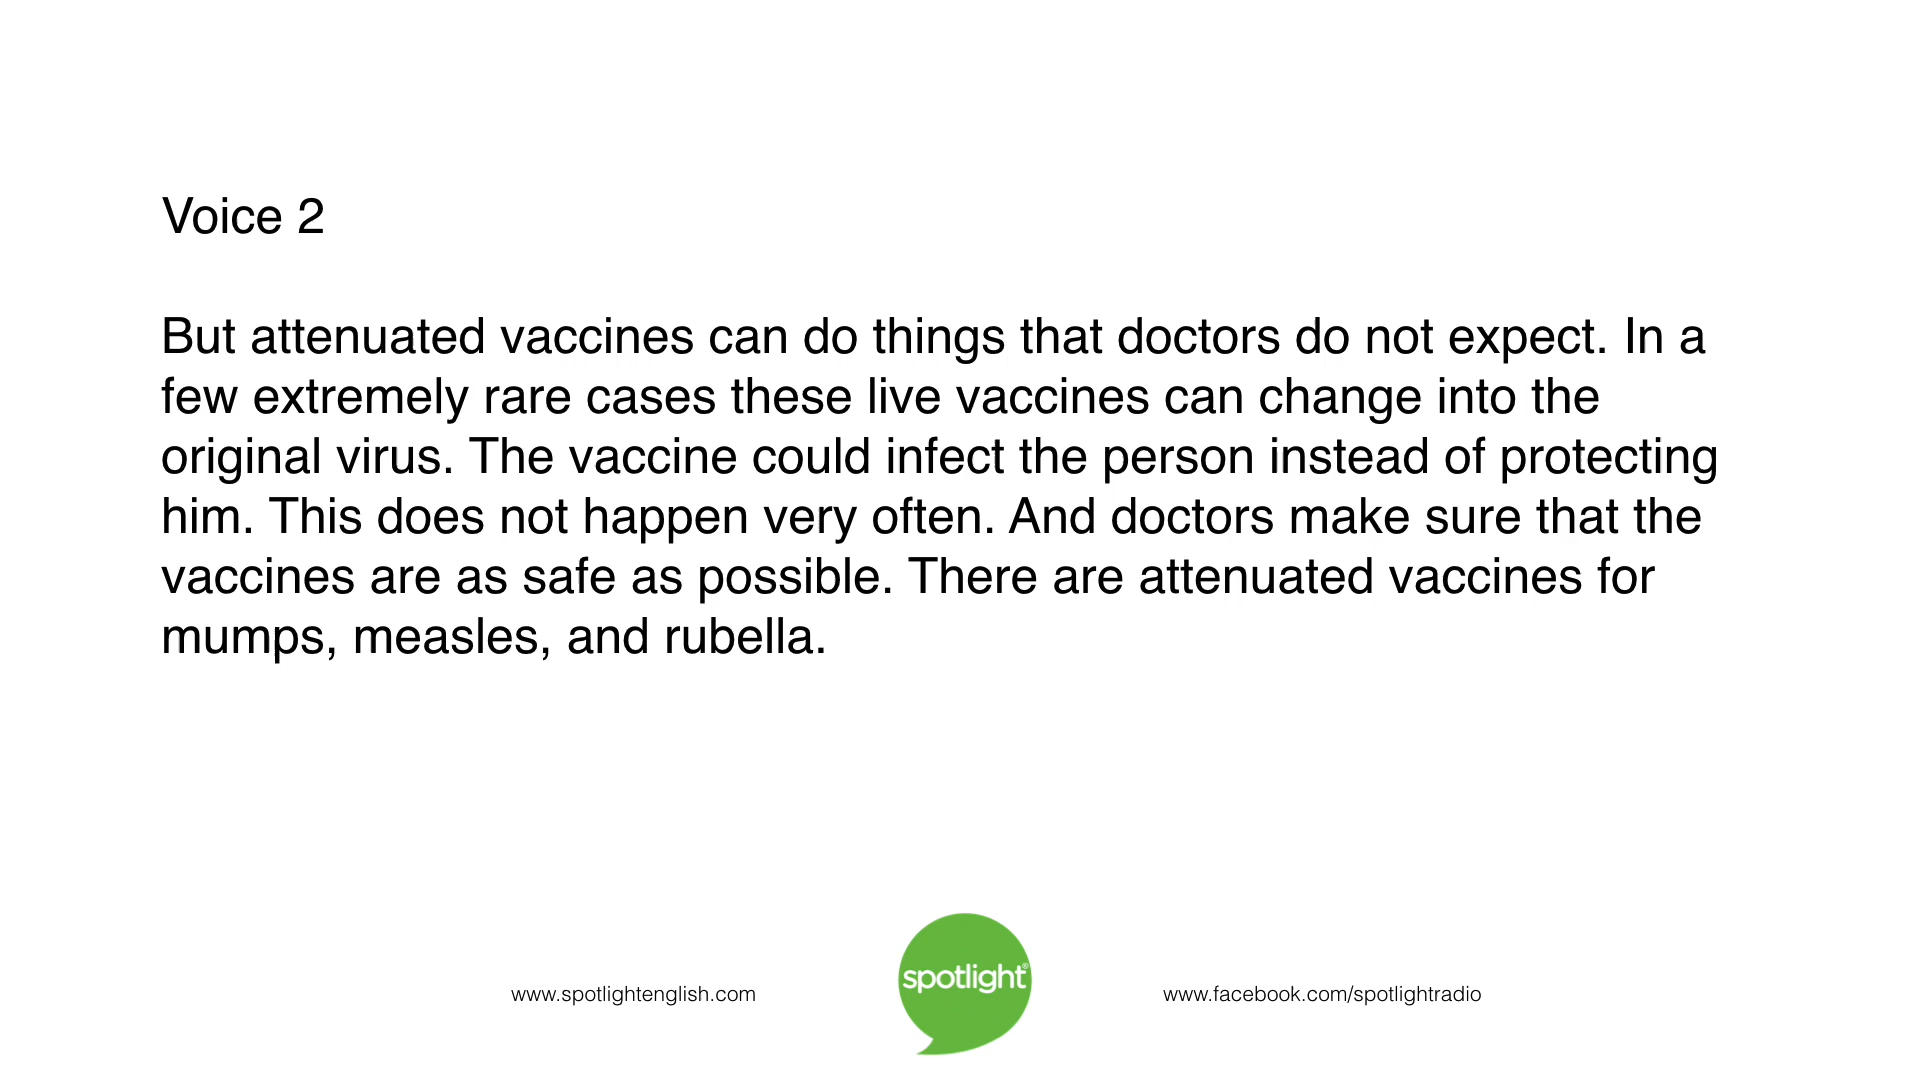 Voice 2
But attenuated vaccines can do things that doctors do not expect. In a
few extremely rare cases these live vaccines can change into the
original virus. The vaccine could infect the person instead of protecting
him. This does not happen very often. And doctors make sure that the
vaccines are as safe as possible. There are attenuated vaccines for
mumps, measles, and rubella.
www.spotlightenglish.com
spotlight®
www.facebook.com/spotlightradio